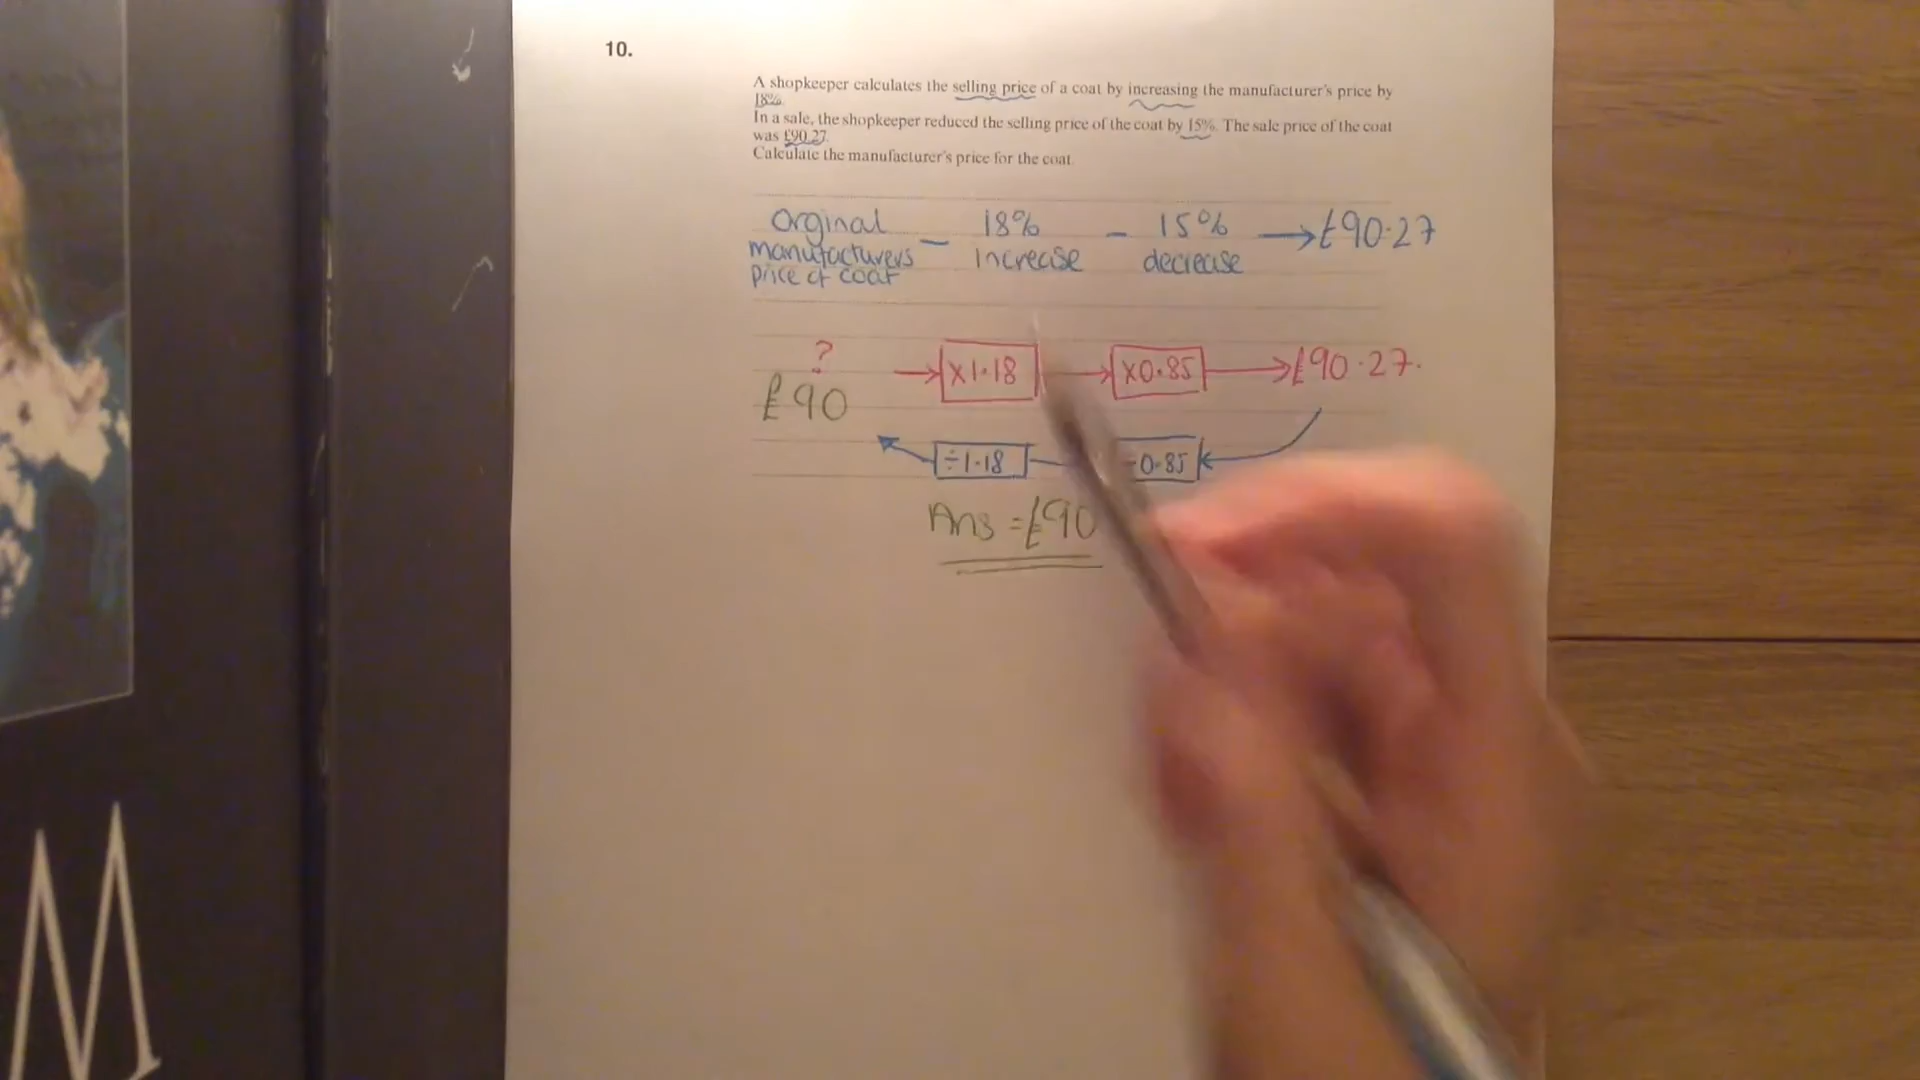 10.
A shopkeeper calculates the selling price of a coat by increasing the manufacturer's price by
18%.
In a sale, the shopkeeper reduced the selling price of the coat by 15%. The sale price of the coat
was £90.27.
Calculate the manufacturer's price for the coat.
Orginal – 18% – 15% → £90.27
manufacturers increase decrease
price of coat
? → ×1.18 → ×0.85 → £90.27.
£90
÷1.18 0.85
Ans = £90
M